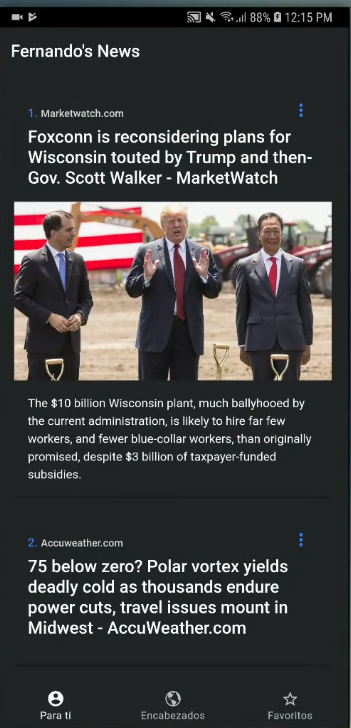 88% 12:15 PM
Fernando's News
1. Marketwatch.com
Foxconn is reconsidering plans for
Wisconsin touted by Trump and then-
Gov. Scott Walker - MarketWatch
The $10 billion Wisconsin plant, much ballyhooed by
the current administration, is likely to hire far few
workers, and fewer blue-collar workers, than originally
promised, despite $3 billion of taxpayer-funded
subsidies.
2. Accuweather.com
75 below zero? Polar vortex yields
deadly cold as thousands endure
power cuts, travel issues mount in
Midwest - AccuWeather.com
Para ti Encabezados Favoritos